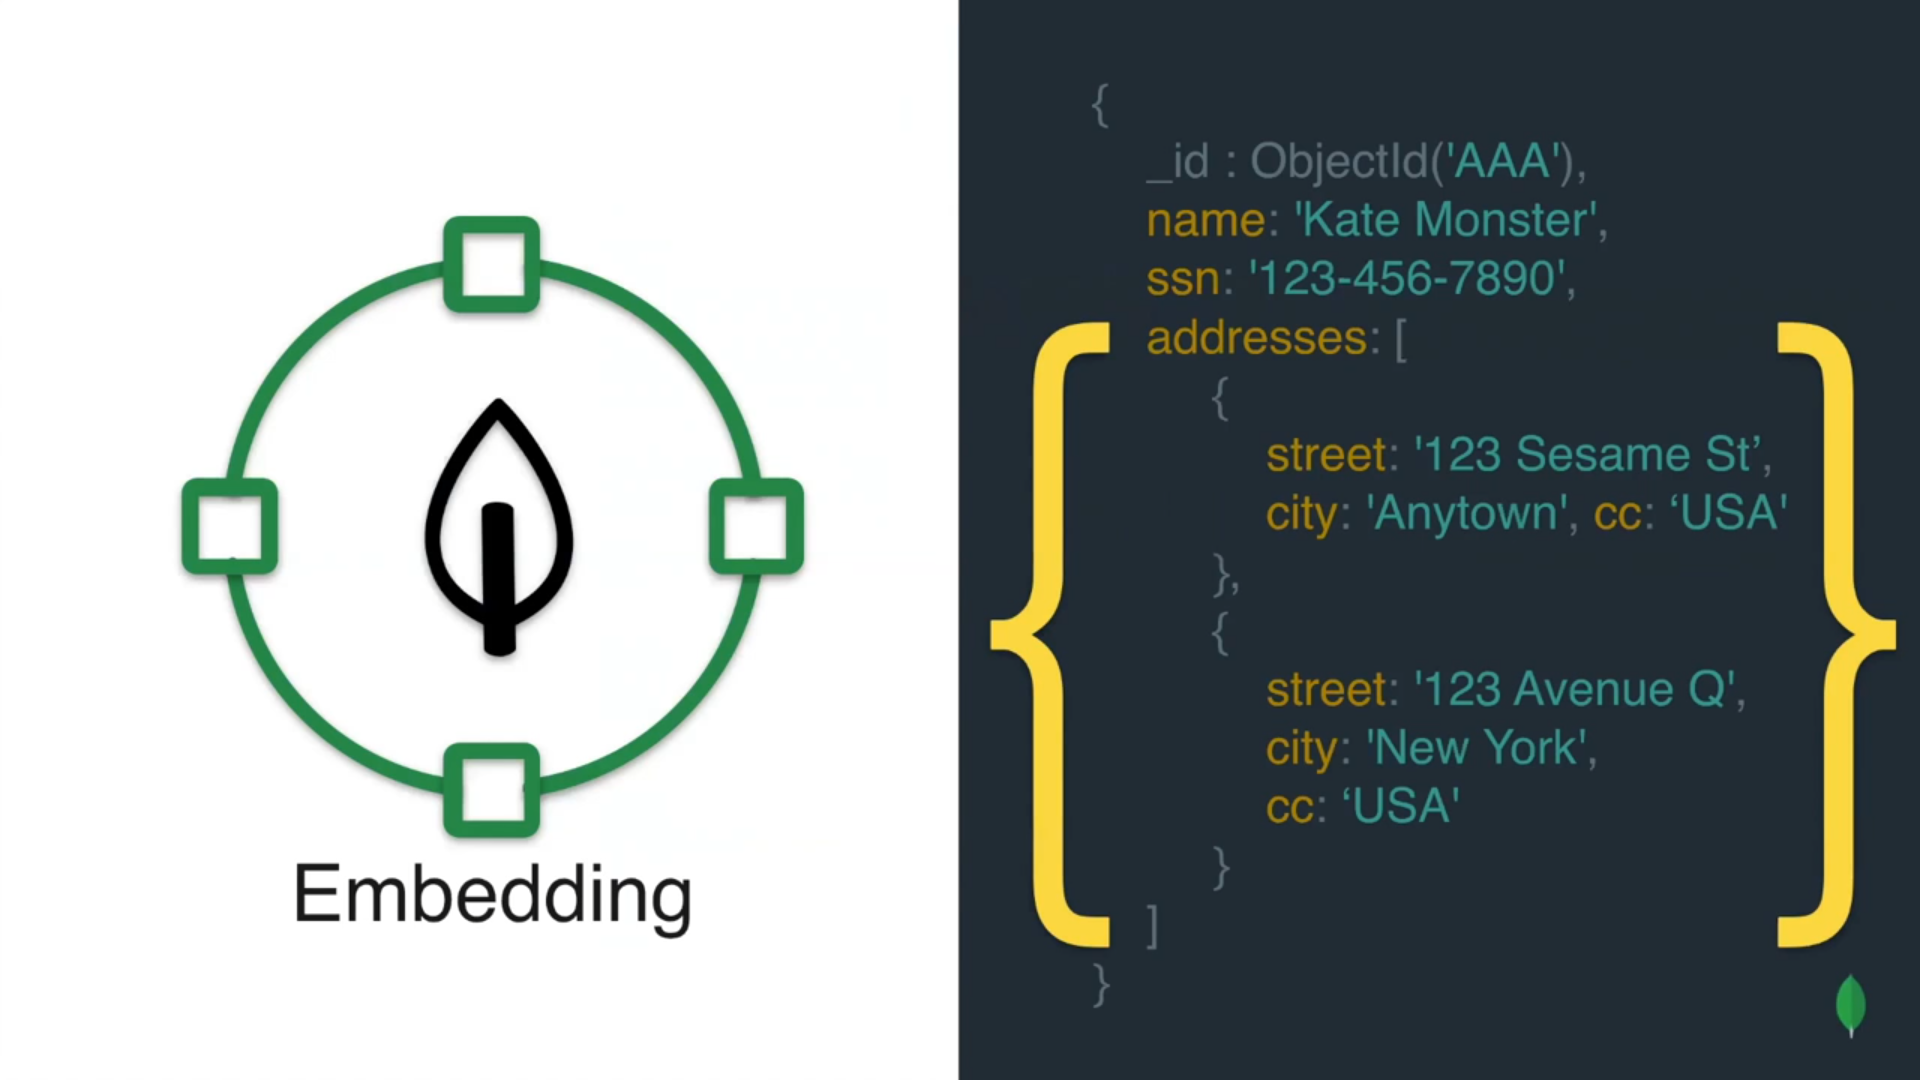 Embedding
{
_id : ObjectId('AAA'),
name: 'Kate Monster',
ssn: '123-456-7890',
addresses: [
{
street: '123 Sesame St’,
city: 'Anytown', cc: ‘USA'
},
{
street: '123 Avenue Q',
city: 'New York',
cc: ‘USA'
}
]
}